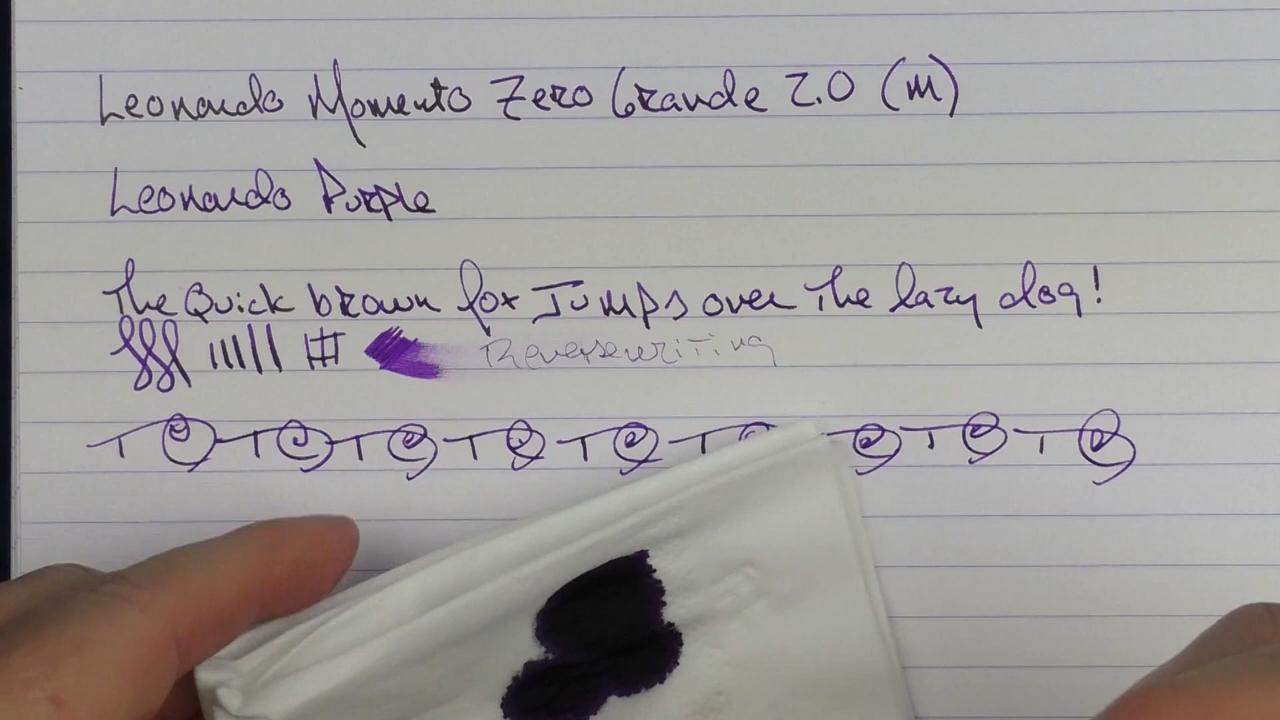 Leonardo Momento Zero Grande 2.0 (M)
Leonardo Purple
The Quick brown fox Jumps over The lazy dog!
Reversewriting